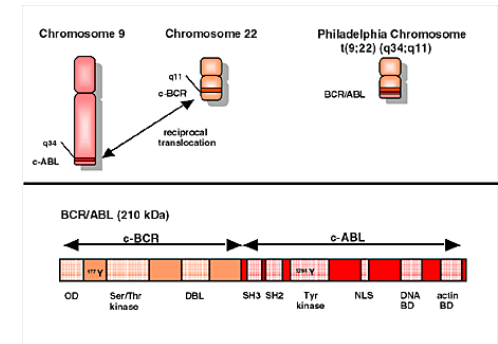 Chromosome 9
Chromosome 22
Philadelphia Chromosome
t(9;22) (q34;q11)
q11
c-BCR
BCR/ABL
q34
c-ABL
reciprocal
translocation
BCR/ABL (210 kDa)
c-BCR
c-ABL
177 Y
1294 Y
OD
Ser/Thr
kinase
DBL
SH3
SH2
Tyr
kinase
NLS
DNA
BD
actin
BD